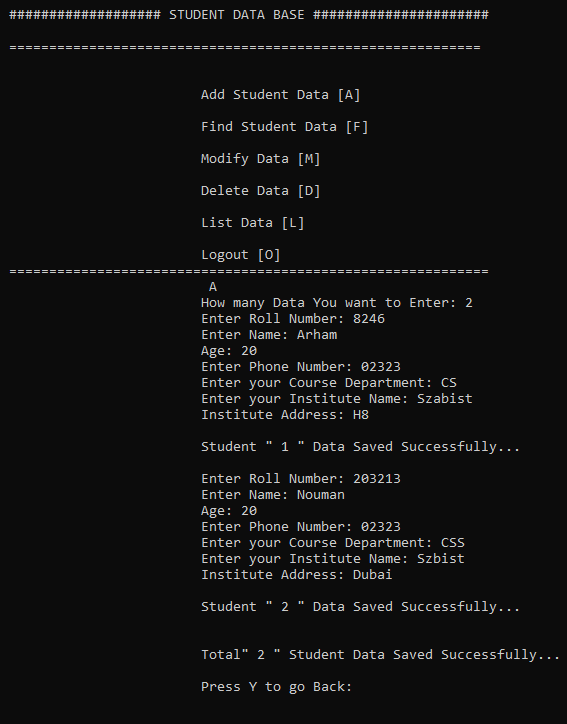 ################### STUDENT DATA BASE ######################
===========================================================
Add Student Data [A]
Find Student Data [F]
Modify Data [M]
Delete Data [D]
List Data [L]
Logout [O]
============================================================
A
How many Data You want to Enter: 2
Enter Roll Number: 8246
Enter Name: Arham
Age: 20
Enter Phone Number: 02323
Enter your Course Department: CS
Enter your Institute Name: Szabist
Institute Address: H8
Student " 1 " Data Saved Successfully...
Enter Roll Number: 203213
Enter Name: Nouman
Age: 20
Enter Phone Number: 02323
Enter your Course Department: CSS
Enter your Institute Name: Szbist
Institute Address: Dubai
Student " 2 " Data Saved Successfully...
Total" 2 " Student Data Saved Successfully...
Press Y to go Back: